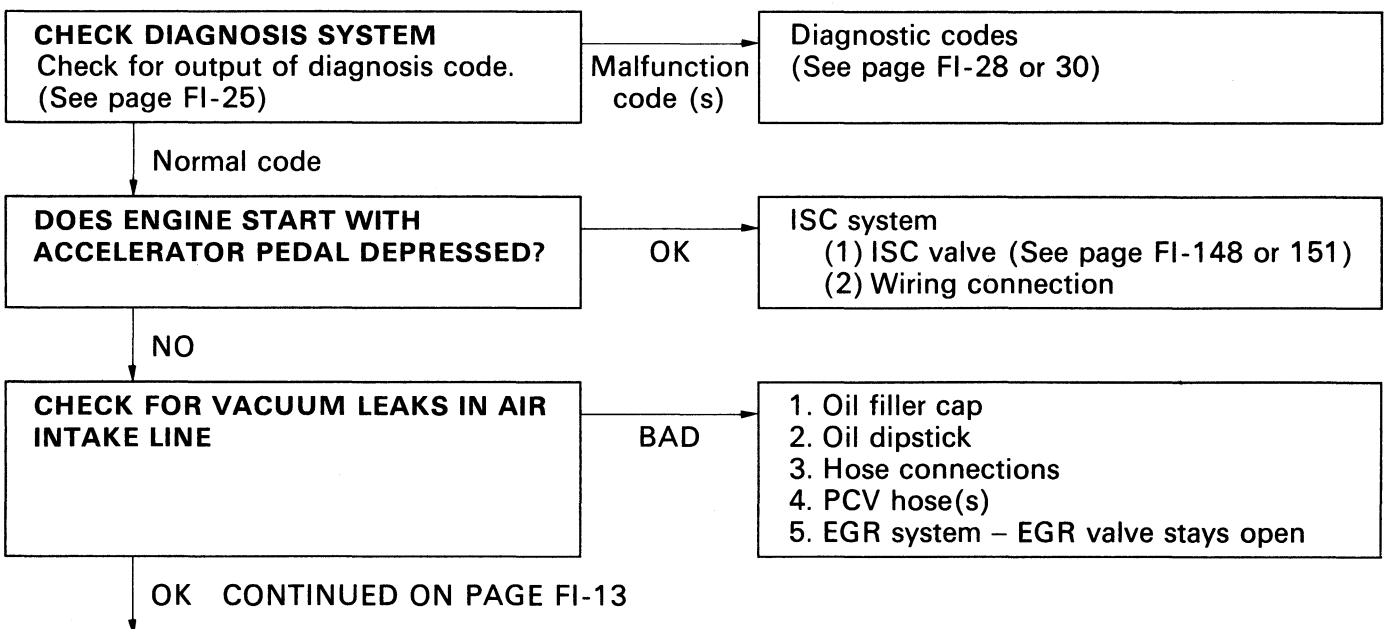 CHECK DIAGNOSIS SYSTEM
Check for output of diagnosis code.
(See page FI-25)
Malfunction
code (s)
Diagnostic codes
(See page FI-28 or 30)
Normal code
DOES ENGINE START WITH
ACCELERATOR PEDAL DEPRESSED?
OK
ISC system
(1) ISC valve (See page FI-148 or 151)
(2) Wiring connection
NO
CHECK FOR VACUUM LEAKS IN AIR
INTAKE LINE
BAD
1. Oil filler cap
2. Oil dipstick
3. Hose connections
4. PCV hose(s)
5. EGR system – EGR valve stays open
OK CONTINUED ON PAGE FI-13